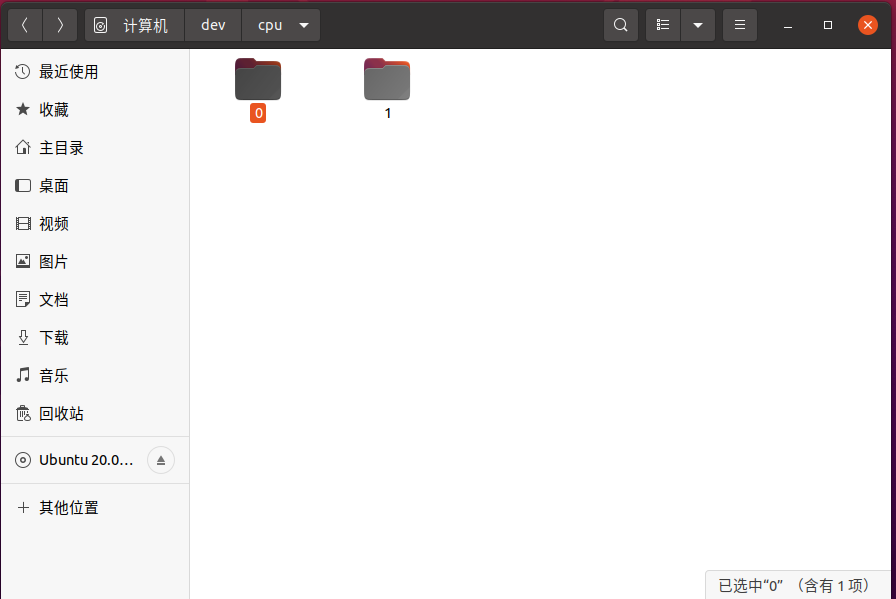 计算机 dev cpu
最近使用
收藏
主目录
桌面
视频
图片
文档
下载
音乐
回收站
Ubuntu 20.0…
其他位置
0 1
已选中“0” （含有 1 项）